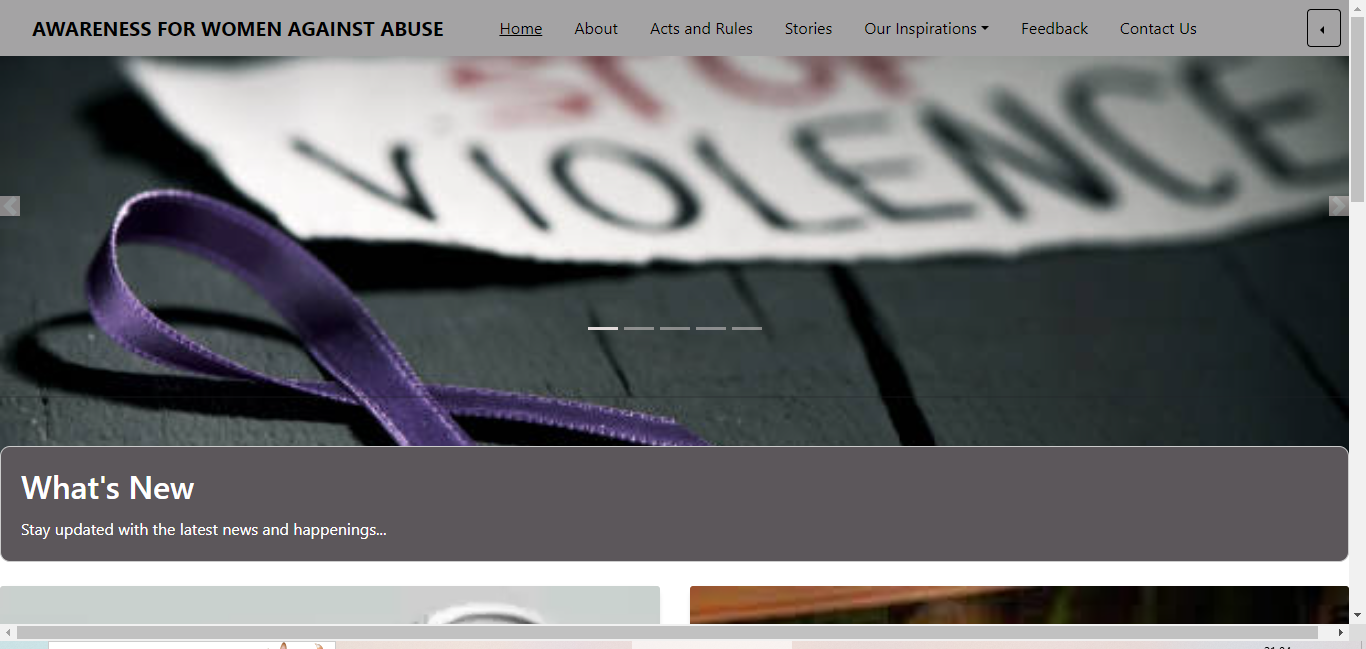 AWARENESS FOR WOMEN AGAINST ABUSE Home About Acts and Rules Stories Our Inspirations Feedback Contact Us
STOP
VIOLENCE
What's New
Stay updated with the latest news and happenings...